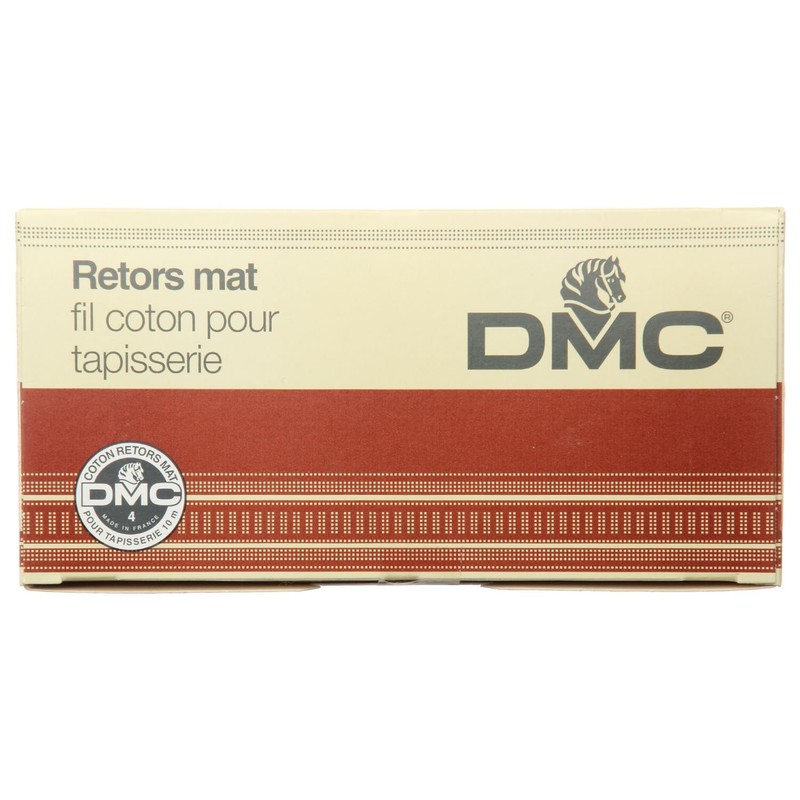 Retors mat
fil coton pour
tapisserie
DMC®
COTON RETORS MAT
DMC
4
MADE IN FRANCE
POUR TAPISSERIE 10 m